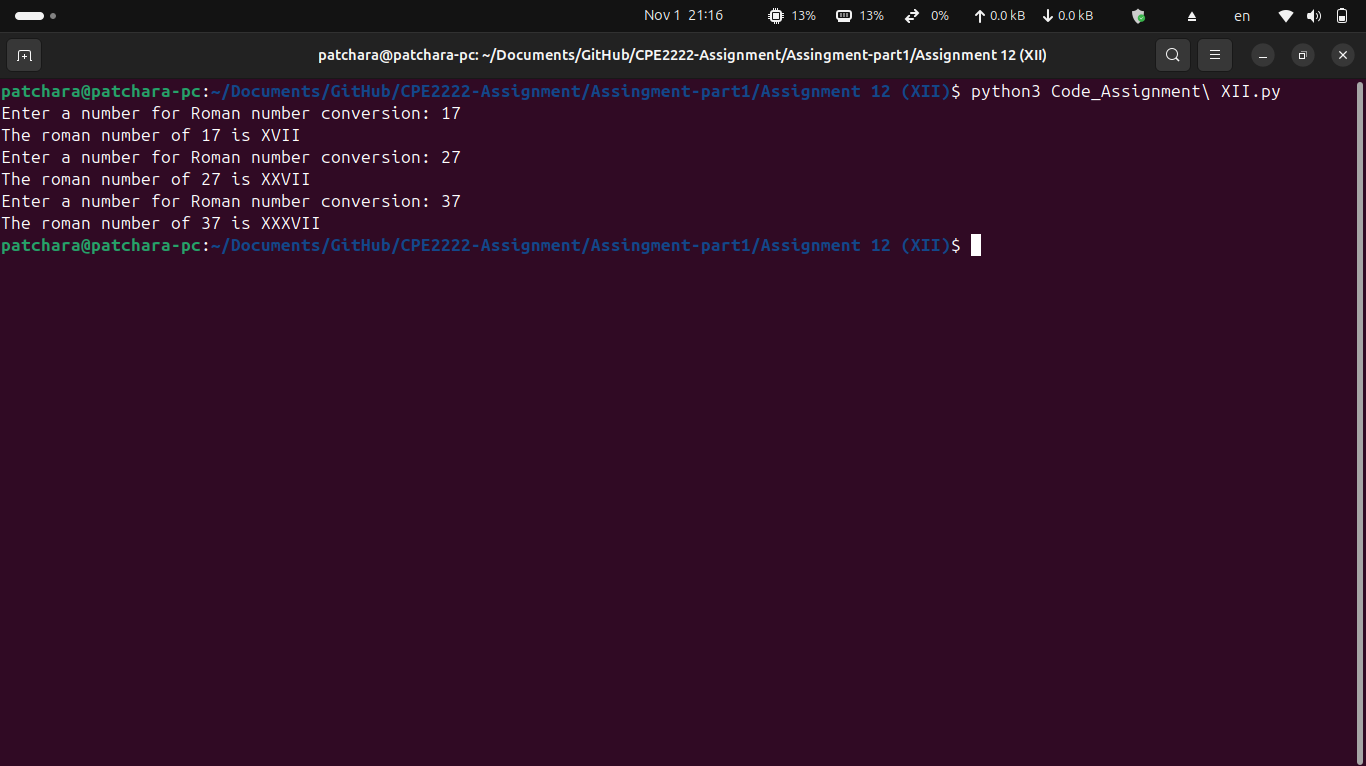 Nov 1 21:16 13% 13% 0% 0.0 kB 0.0 kB en
patchara@patchara-pc: ~/Documents/GitHub/CPE2222-Assignment/Assingment-part1/Assignment 12 (XII)
patchara@patchara-pc:~/Documents/GitHub/CPE2222-Assignment/Assingment-part1/Assignment 12 (XII)$ python3 Code_Assignment\ XII.py
Enter a number for Roman number conversion: 17
The roman number of 17 is XVII
Enter a number for Roman number conversion: 27
The roman number of 27 is XXVII
Enter a number for Roman number conversion: 37
The roman number of 37 is XXXVII
patchara@patchara-pc:~/Documents/GitHub/CPE2222-Assignment/Assingment-part1/Assignment 12 (XII)$